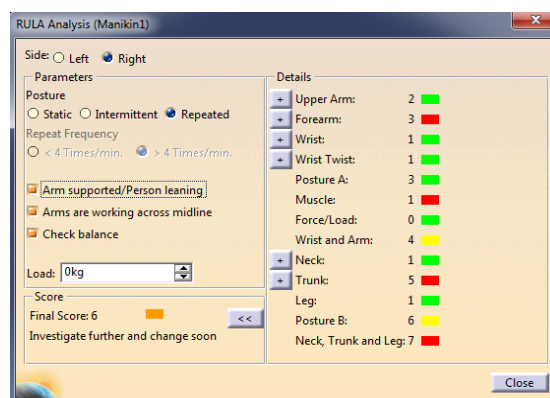 RULA Analysis (Manikin1)
Side: Left Right
Parameters
Posture
Static Intermittent Repeated
Repeat Frequency
< 4 Times/min. > 4 Times/min.
Arm supported/Person leaning
Arms are working across midline
Check balance
Load: 0kg
Score
Final Score: 6
<<
Investigate further and change soon
Details
+ Upper Arm: 2
+ Forearm: 3
+ Wrist: 1
+ Wrist Twist: 1
Posture A: 3
Muscle: 1
Force/Load: 0
Wrist and Arm: 4
+ Neck: 1
+ Trunk: 5
Leg: 1
Posture B: 6
Neck, Trunk and Leg: 7
Close